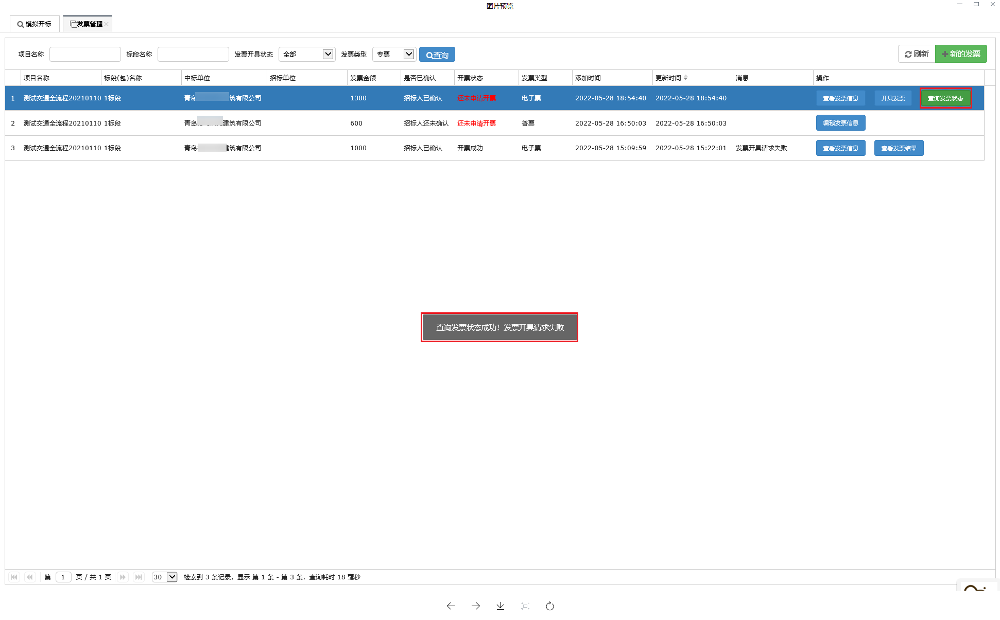 图片预览
模拟开标 发票管理
项目名称 标段名称 发票开具状态 全部 发票类型 专票 查询 刷新 新的发票
项目名称 标段(包)名称 中标单位 招标单位 发票金额 是否已确认 开票状态 发票类型 添加时间 更新时间 消息 操作
1 测试交通全流程20210110 1标段 青岛 筑有限公司 1300 招标人已确认 还未申请开票 电子票 2022-05-28 18:54:40 2022-05-28 18:54:40 查看发票信息 开具发票 查询发票状态
2 测试交通全流程20210110 1标段 青岛 建筑有限公司 600 招标人还未确认 还未申请开票 普票 2022-05-28 16:50:03 2022-05-28 16:50:03 编辑发票信息
3 测试交通全流程20210110 1标段 青岛 建筑有限公司 1000 招标人已确认 开票成功 电子票 2022-05-28 15:09:59 2022-05-28 15:22:01 发票开具请求失败 查看发票信息 查看发票结果
查询发票状态成功！发票开具请求失败
第 1 页 / 共 1 页 30 检索到 3 条记录，显示 第 1 条 - 第 3 条，查询耗时 18 毫秒